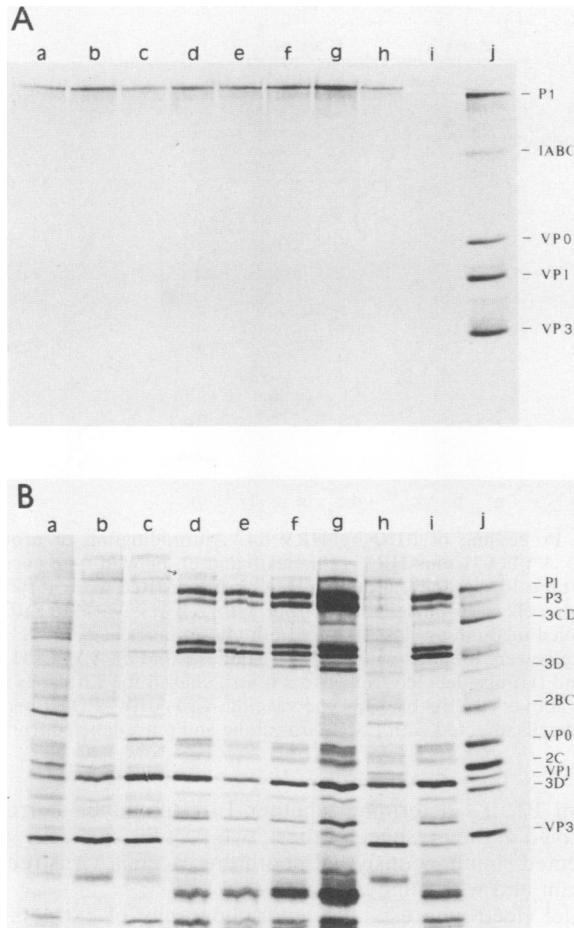 A
a b c d e f g h i j
– P1
– 1ABC
– VP0
– VP1
– VP3
B
a b c d e f g h i j
– P1
– P3
– 3CD
– 3D
– 2BC
– VP0
– 2C
– VP1
– 3D'
– VP3